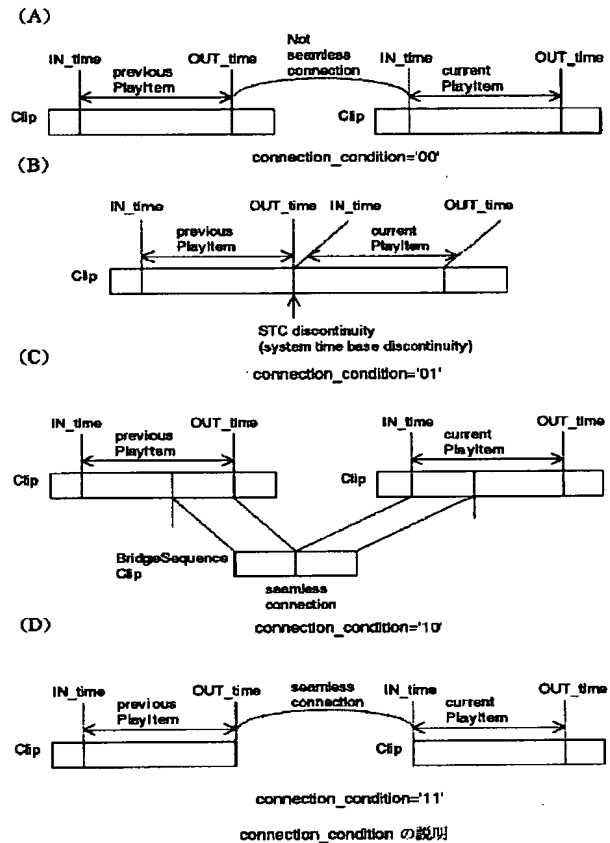 (A)
IN_time
OUT_time
Not
seamless
connection
IN_time
OUT_time
previous
PlayItem
current
PlayItem
Clip
Clip
connection_condition='00'
(B)
IN_time
OUT_time
IN_time
OUT_time
previous
PlayItem
current
PlayItem
Clip
STC discontinuity
(system time base discontinuity)
connection_condition='01'
(C)
IN_time
OUT_time
IN_time
OUT_time
previous
PlayItem
current
PlayItem
Clip
Clip
BridgeSequence
Clip
seamless
connection
connection_condition='10'
(D)
IN_time
OUT_time
seamless
connection
IN_time
OUT_time
previous
PlayItem
current
PlayItem
Clip
Clip
connection_condition='11'
connection_condition の説明